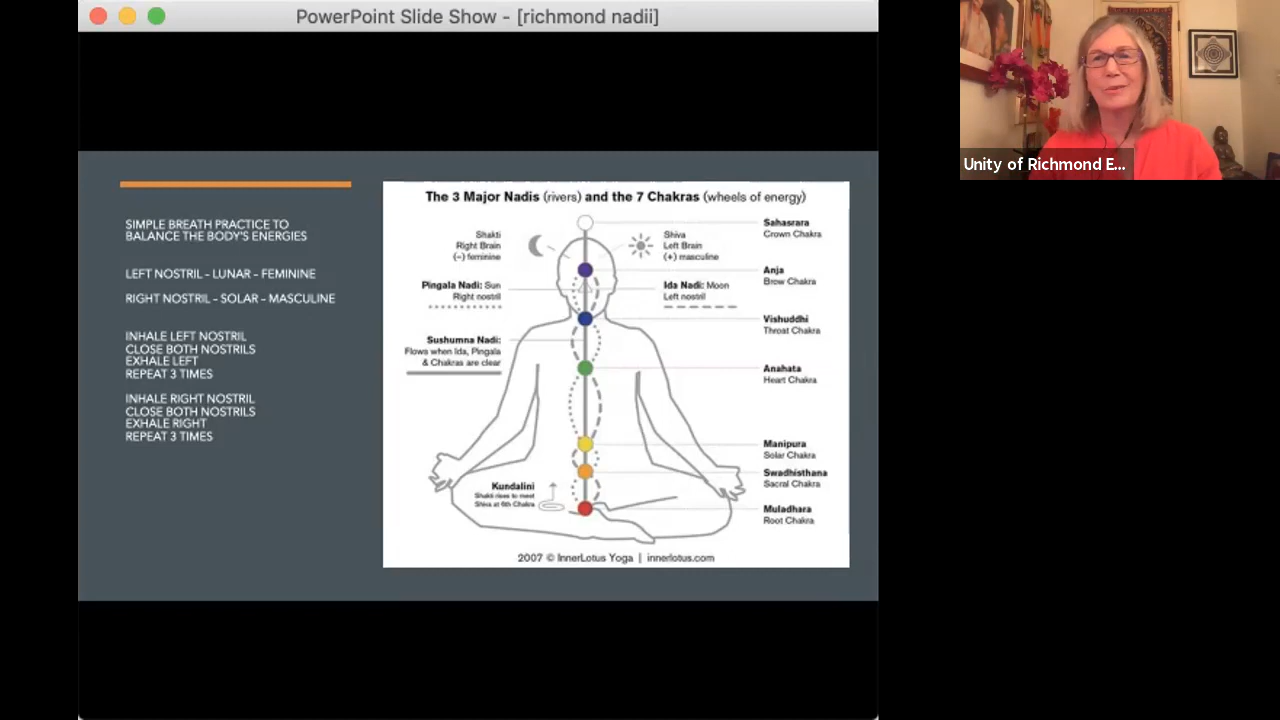 PowerPoint Slide Show - [richmond nadii]
Unity of Richmond E...
SIMPLE BREATH PRACTICE TO
BALANCE THE BODY'S ENERGIES
LEFT NOSTRIL – LUNAR – FEMININE
RIGHT NOSTRIL – SOLAR – MASCULINE
INHALE LEFT NOSTRIL
CLOSE BOTH NOSTRILS
EXHALE LEFT
REPEAT 3 TIMES
INHALE RIGHT NOSTRIL
CLOSE BOTH NOSTRILS
EXHALE RIGHT
REPEAT 3 TIMES
The 3 Major Nadis (rivers) and the 7 Chakras (wheels of energy)
Shakti
Right Brain
(–) feminine
Shiva
Left Brain
(+) masculine
Pingala Nadi: Sun
Right nostril
Ida Nadi: Moon
Left nostril
Sushumna Nadi:
Flows when Ida, Pingala
& Chakras are clear
Kundalini
Shakti rises to meet
Shiva at 6th Chakra
Sahasrara
Crown Chakra
Anja
Brow Chakra
Vishuddhi
Throat Chakra
Anahata
Heart Chakra
Manipura
Solar Chakra
Swadhisthana
Sacral Chakra
Muladhara
Root Chakra
2007 © InnerLotus Yoga | innerlotus.com